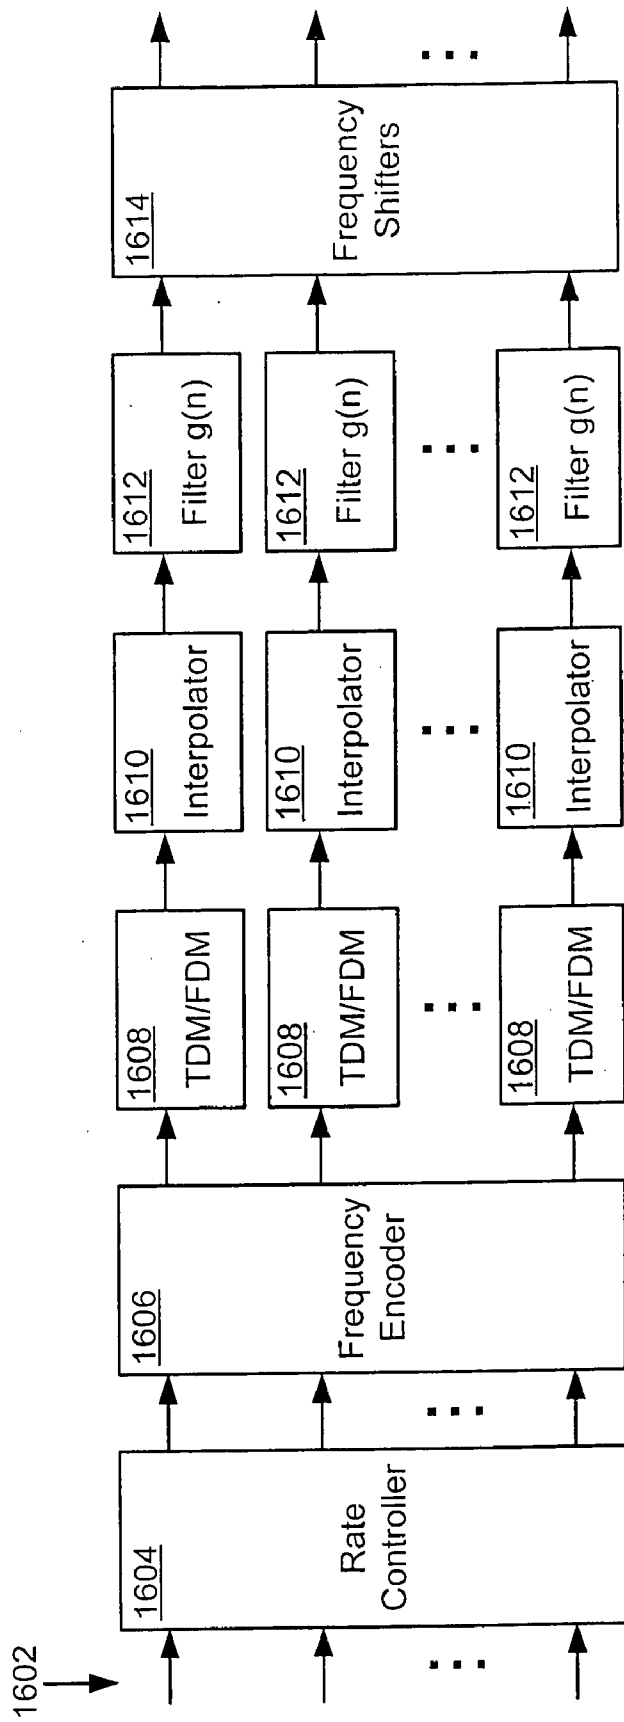 1602
1604
Rate
Controller
1606
Frequency
Encoder
1608
TDM/FDM
1608
TDM/FDM
1608
TDM/FDM
1610
Interpolator
1610
Interpolator
1610
Interpolator
1612
Filter g(n)
1612
Filter g(n)
1612
Filter g(n)
1614
Frequency
Shifters